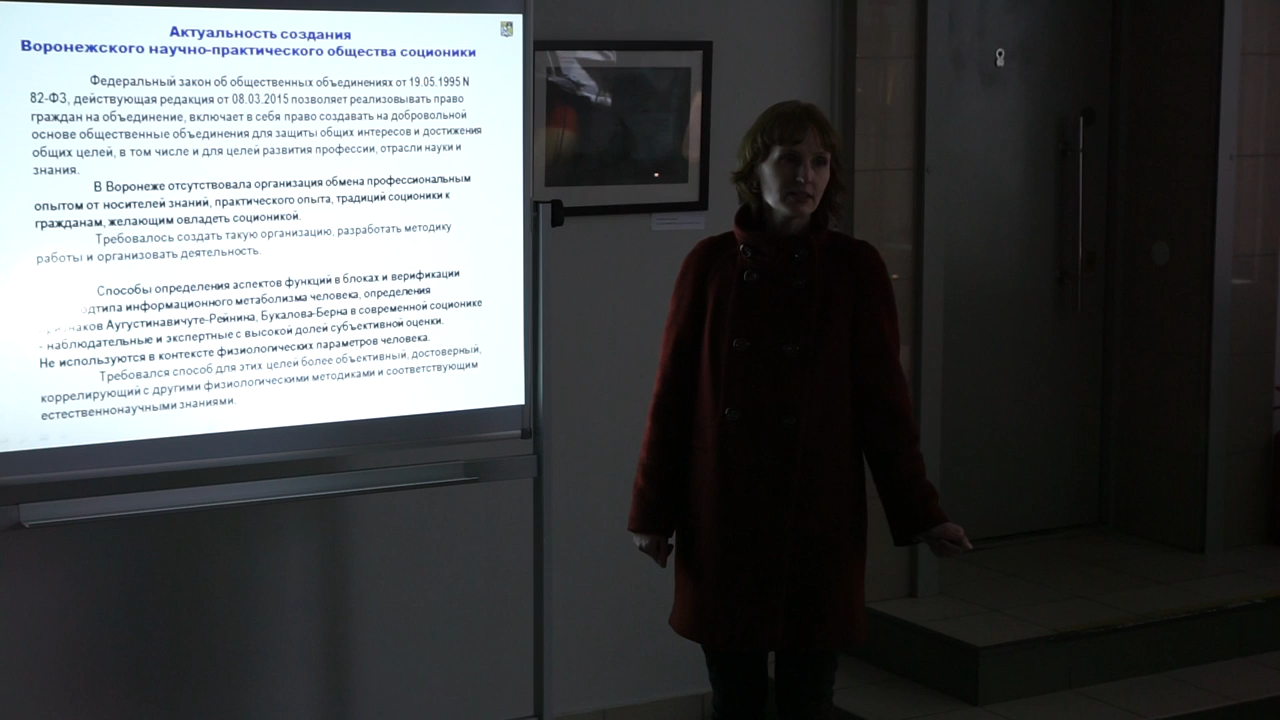 Актуальность создания
Воронежского научно-практического общества соционики
Федеральный закон об общественных объединениях от 19.05.1995 N
82-ФЗ, действующая редакция от 08.03.2015 позволяет реализовывать право
граждан на объединение, включает в себя право создавать на добровольной
основе общественные объединения для защиты общих интересов и достижения
общих целей, в том числе и для целей развития профессии, отрасли науки и
знания.
В Воронеже отсутствовала организация обмена профессиональным
опытом от носителей знаний, практического опыта, традиций соционики к
гражданам, желающим овладеть соционикой.
Требовалось создать такую организацию, разработать методику
работы и организовать деятельность.
Способы определения аспектов функций в блоках и верификации
информационного метаболизма человека, определения
Аугустинавичуте-Рейнина, Букалова-Берна в современной соционике
- наблюдательные и экспертные с высокой долей субъективной оценки.
Не используются в контексте физиологических параметров человека.
Требовался способ для этих целей более объективный, достоверный,
коррелирующий с другими физиологическими методиками и соответствующим
естественнонаучными знаниями.